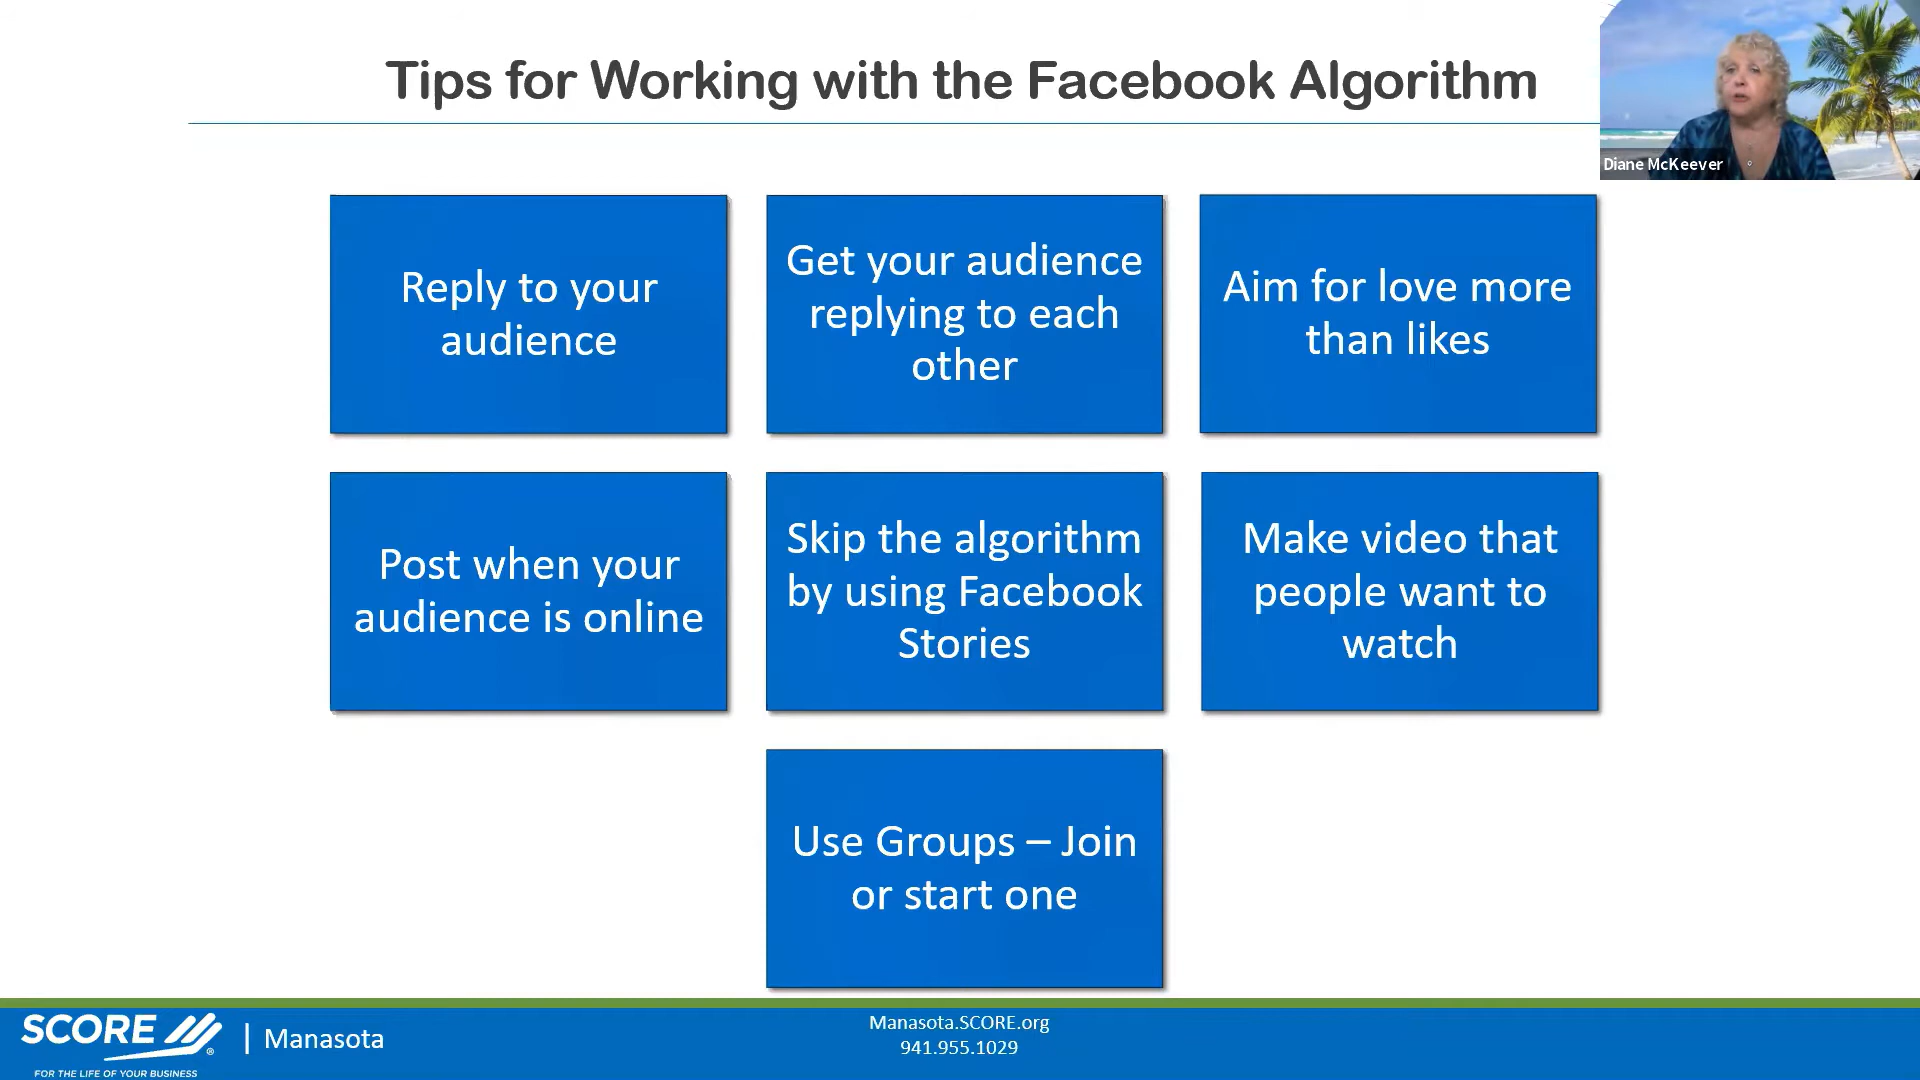 Tips for Working with the Facebook Algorithm
Diane McKeever
Reply to your
audience
Get your audience
replying to each
other
Aim for love more
than likes
Post when your
audience is online
Skip the algorithm
by using Facebook
Stories
Make video that
people want to
watch
Use Groups – Join
or start one
SCORE ®
FOR THE LIFE OF YOUR BUSINESS
| Manasota
Manasota.SCORE.org
941.955.1029